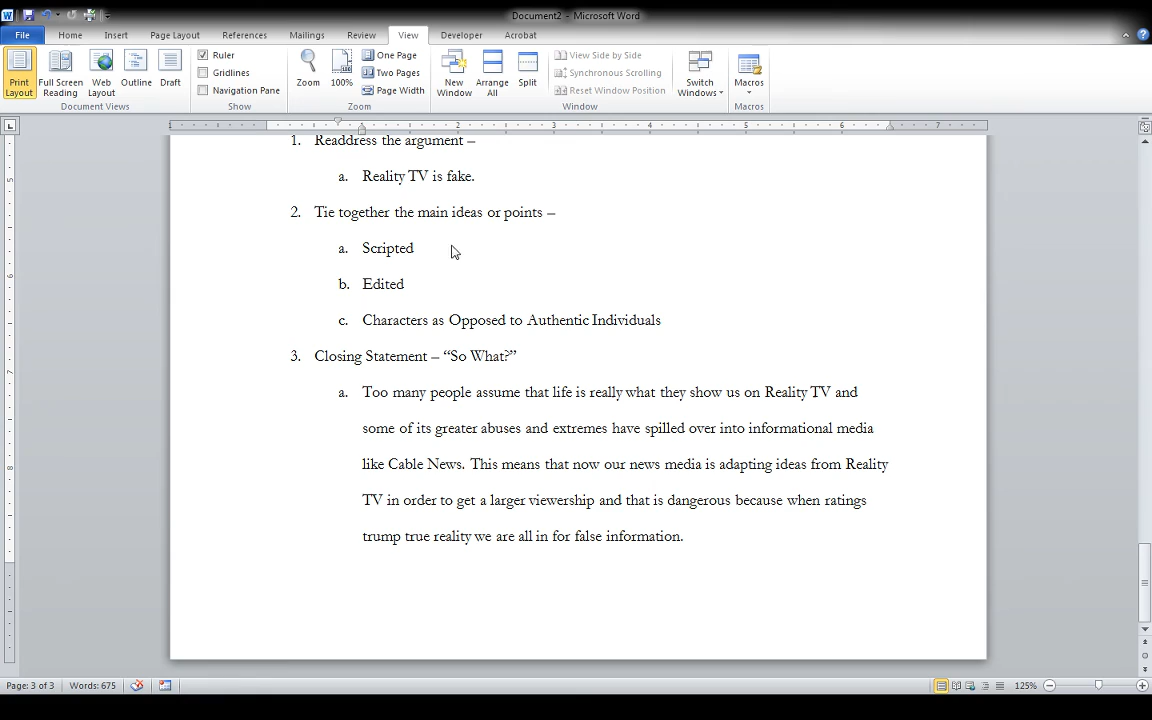 Document2 - Microsoft Word
File Home Insert Page Layout References Mailings Review View Developer Acrobat
Print Layout
Full Screen Reading
Web Layout
Outline
Draft
Document Views
Ruler
Gridlines
Navigation Pane
Show
Zoom
100%
One Page
Two Pages
Page Width
Zoom
New Window
Arrange All
Split
View Side by Side
Synchronous Scrolling
Reset Window Position
Window
Switch Windows
Macros
Macros
1. Readdress the argument –
a. Reality TV is fake.
2. Tie together the main ideas or points –
a. Scripted
b. Edited
c. Characters as Opposed to Authentic Individuals
3. Closing Statement – “So What?”
a. Too many people assume that life is really what they show us on Reality TV and
some of its greater abuses and extremes have spilled over into informational media
like Cable News. This means that now our news media is adapting ideas from Reality
TV in order to get a larger viewership and that is dangerous because when ratings
trump true reality we are all in for false information.
Page: 3 of 3 Words: 675 125%